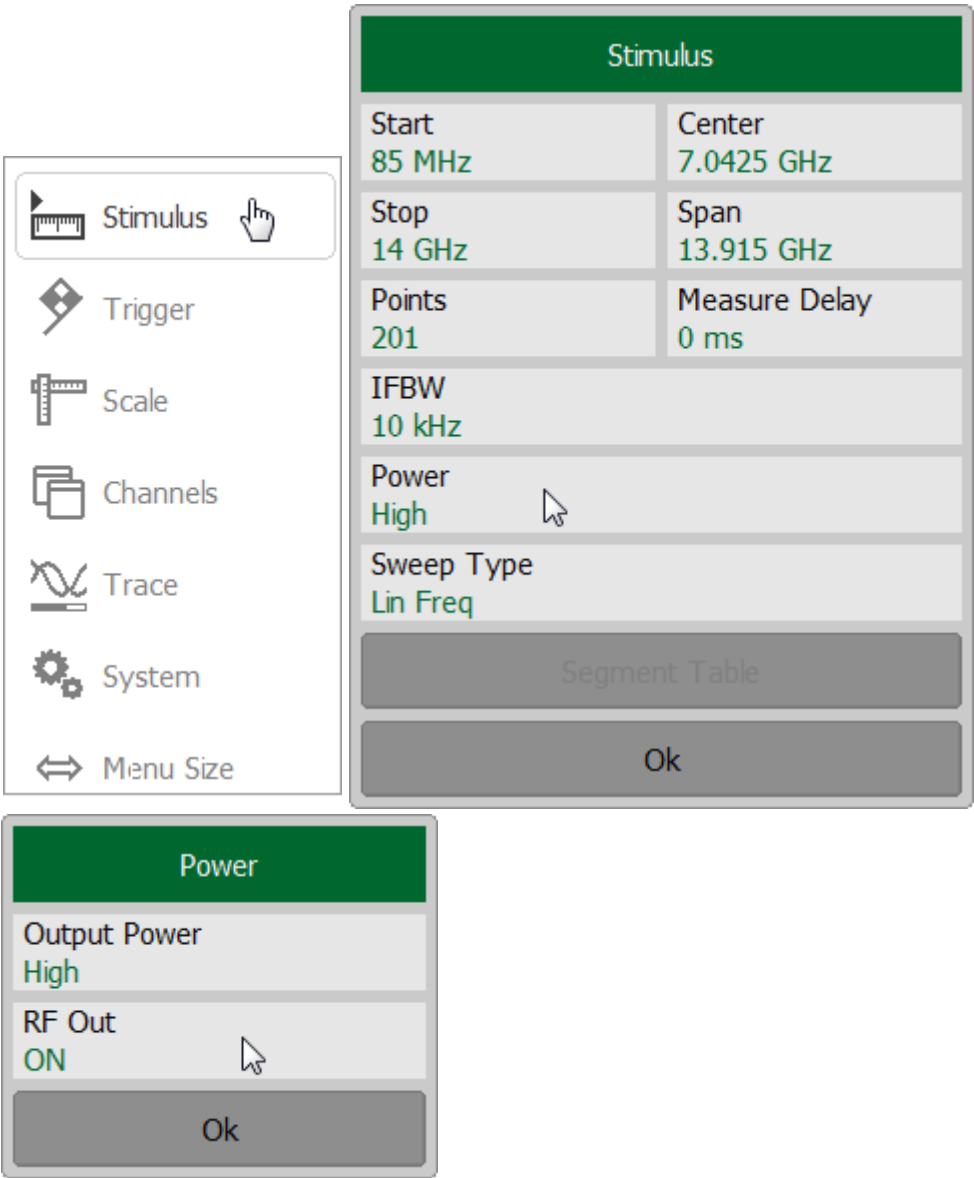 Stimulus
Trigger
Scale
Channels
Trace
System
Menu Size
Stimulus
Start
85 MHz
Center
7.0425 GHz
Stop
14 GHz
Span
13.915 GHz
Points
201
Measure Delay
0 ms
IFBW
10 kHz
Power
High
Sweep Type
Lin Freq
Segment Table
Ok
Power
Output Power
High
RF Out
ON
Ok